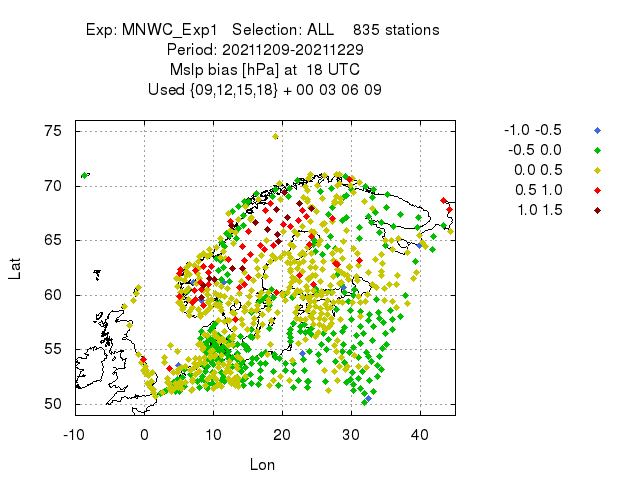 Exp: MNWC_Exp1 Selection: ALL 835 stations
Period: 20211209-20211229
Mslp bias [hPa] at 18 UTC
Used {09,12,15,18} + 00 03 06 09
-1.0 -0.5
-0.5 0.0
0.0 0.5
0.5 1.0
1.0 1.5
75
70
65
60
55
50
Lat
-10 0 10 20 30 40
Lon